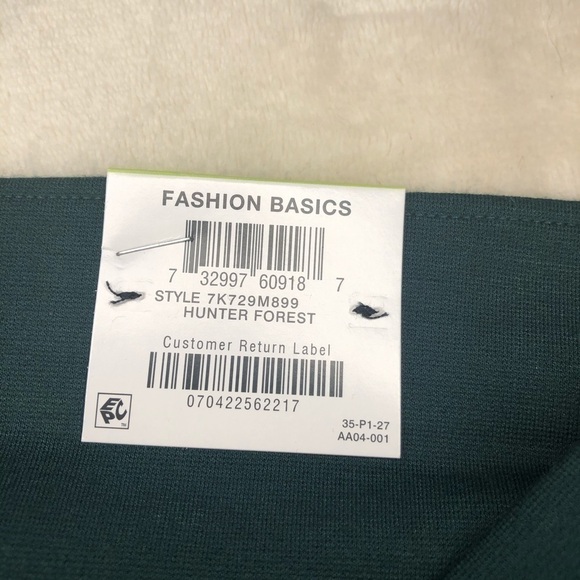 FASHION BASICS
7 32997 60918 7
STYLE 7K729M899
HUNTER FOREST
Customer Return Label
070422562217
EPC™
35-P1-27
AA04-001